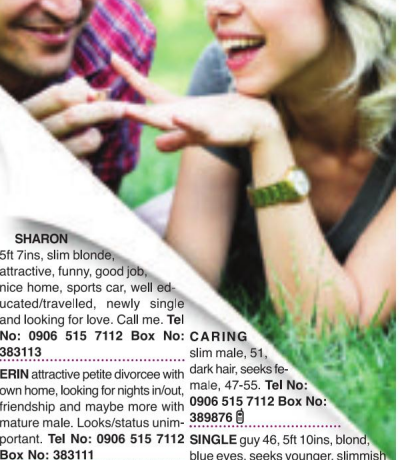 SHARON
5ft 7ins, slim blonde,
attractive, funny, good job,
nice home, sports car, well ed-
ucated/travelled, newly single
and looking for love. Call me. Tel
No: 0906 515 7112 Box No:
383113
ERIN attractive petite divorcee with
own home, looking for nights in/out,
friendship and maybe more with
mature male. Looks/status unim-
portant. Tel No: 0906 515 7112
Box No: 383111
CARING
slim male, 51,
dark hair, seeks fe-
male, 47-55. Tel No:
0906 515 7112 Box No:
389876
SINGLE guy 46, 5ft 10ins, blond,
blue eyes, seeks younger, slimmish